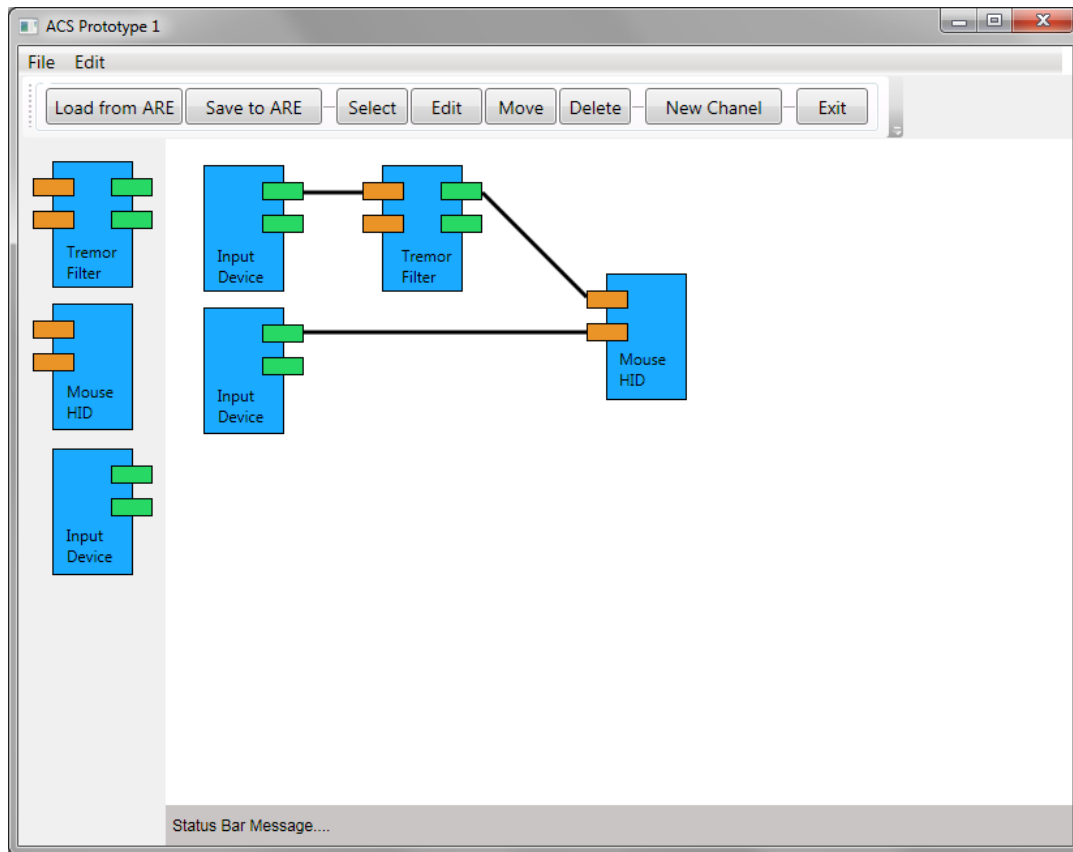 ACS Prototype 1
File Edit
Load from ARE Save to ARE Select Edit Move Delete New Chanel Exit
Tremor
Filter
Mouse
HID
Input
Device
Input
Device
Tremor
Filter
Input
Device
Mouse
HID
Status Bar Message....